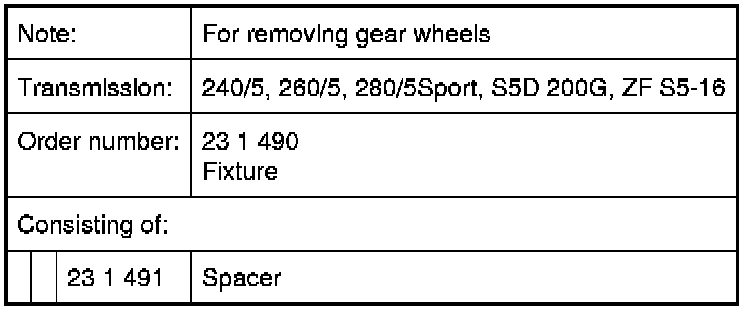 Note: For removing gear wheels
Transmission: 240/5, 260/5, 280/5Sport, S5D 200G, ZF S5-16
Order number: 23 1 490
Fixture
Consisting of:
23 1 491 Spacer